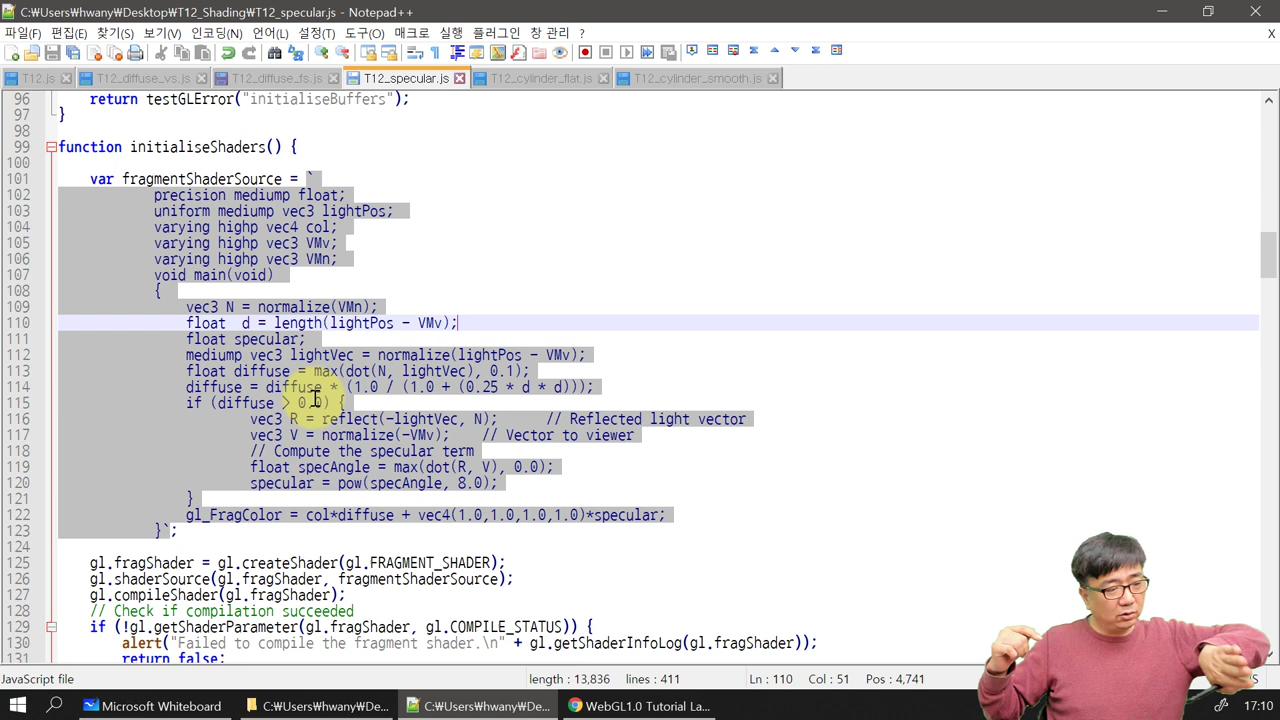 C:₩Users₩hwany₩Desktop₩T12_Shading₩T12_specular.js - Notepad++
파일(F) 편집(E) 찾기(S) 보기(V) 인코딩(N) 언어(L) 설정(T) 도구(O) 매크로 실행 플러그인 창 관리 ? X
T12.js T12_diffuse_vs.js T12_diffuse_fs.js T12_specular.js T12_cylinder_flat.js T12_cylinder_smooth.js
96 return testGLError("initialiseBuffers");
97 }
98
99 function initialiseShaders() {
100
101 var fragmentShaderSource = `
102 precision mediump float;
103 uniform mediump vec3 lightPos;
104 varying highp vec4 col;
105 varying highp vec3 VMv;
106 varying highp vec3 VMn;
107 void main(void)
108 {
109 vec3 N = normalize(VMn);
110 float  d = length(lightPos - VMv);
111 float specular;
112 mediump vec3 lightVec = normalize(lightPos - VMv);
113 float diffuse = max(dot(N, lightVec), 0.1);
114 diffuse = diffuse * (1.0 / (1.0 + (0.25 * d * d)));
115 if (diffuse > 0.0) {
116 vec3 R = reflect(-lightVec, N);      // Reflected light vector
117 vec3 V = normalize(-VMv);    // Vector to viewer
118 // Compute the specular term
119 float specAngle = max(dot(R, V), 0.0);
120 specular = pow(specAngle, 8.0);
121 }
122 gl_FragColor = col*diffuse + vec4(1.0,1.0,1.0,1.0)*specular;
123 }`;
124
125 gl.fragShader = gl.createShader(gl.FRAGMENT_SHADER);
126 gl.shaderSource(gl.fragShader, fragmentShaderSource);
127 gl.compileShader(gl.fragShader);
128 // Check if compilation succeeded
129 if (!gl.getShaderParameter(gl.fragShader, gl.COMPILE_STATUS)) {
130 alert("Failed to compile the fragment shader.\n" + gl.getShaderInfoLog(gl.fragShader));
131 return false;
JavaScript file length : 13,836 lines : 411 Ln : 110 Col : 51 Pos : 4,741
Microsoft Whiteboard C:₩Users₩hwany₩De... C:₩Users₩hwany₩De... WebGL1.0 Tutorial La... 17:10